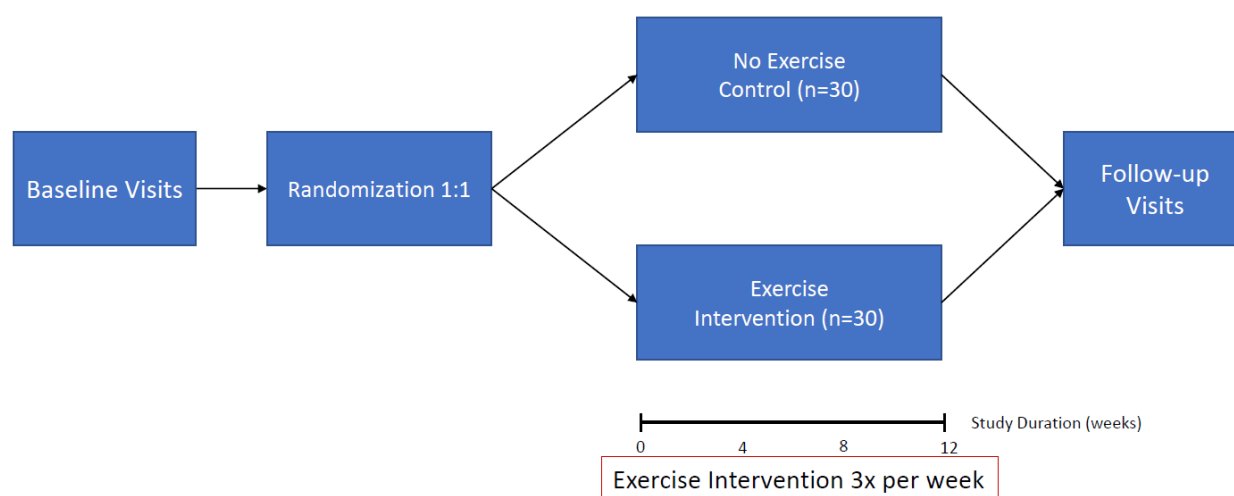 Baseline Visits
Randomization 1:1
No Exercise
Control (n=30)
Exercise
Intervention (n=30)
Follow-up
Visits
Study Duration (weeks)
0 4 8 12
Exercise Intervention 3x per week